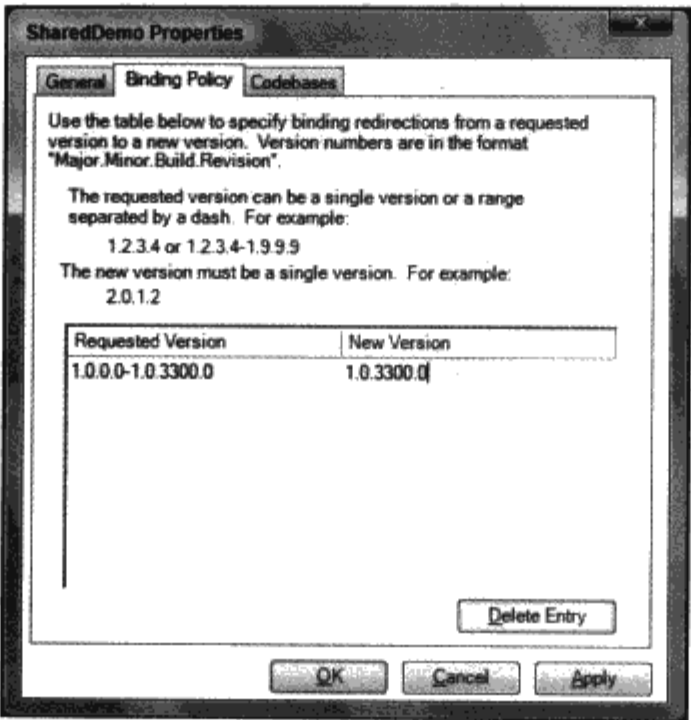 SharedDemo Properties
General Binding Policy Codebases
Use the table below to specify binding redirections from a requested
version to a new version. Version numbers are in the format
"Major.Minor.Build.Revision".
The requested version can be a single version or a range
separated by a dash. For example:
1.2.3.4 or 1.2.3.4-1.9.9.9
The new version must be a single version. For example:
2.0.1.2
Requested Version New Version
1.0.0.0-1.0.3300.0 1.0.3300.0
Delete Entry
OK Cancel Apply